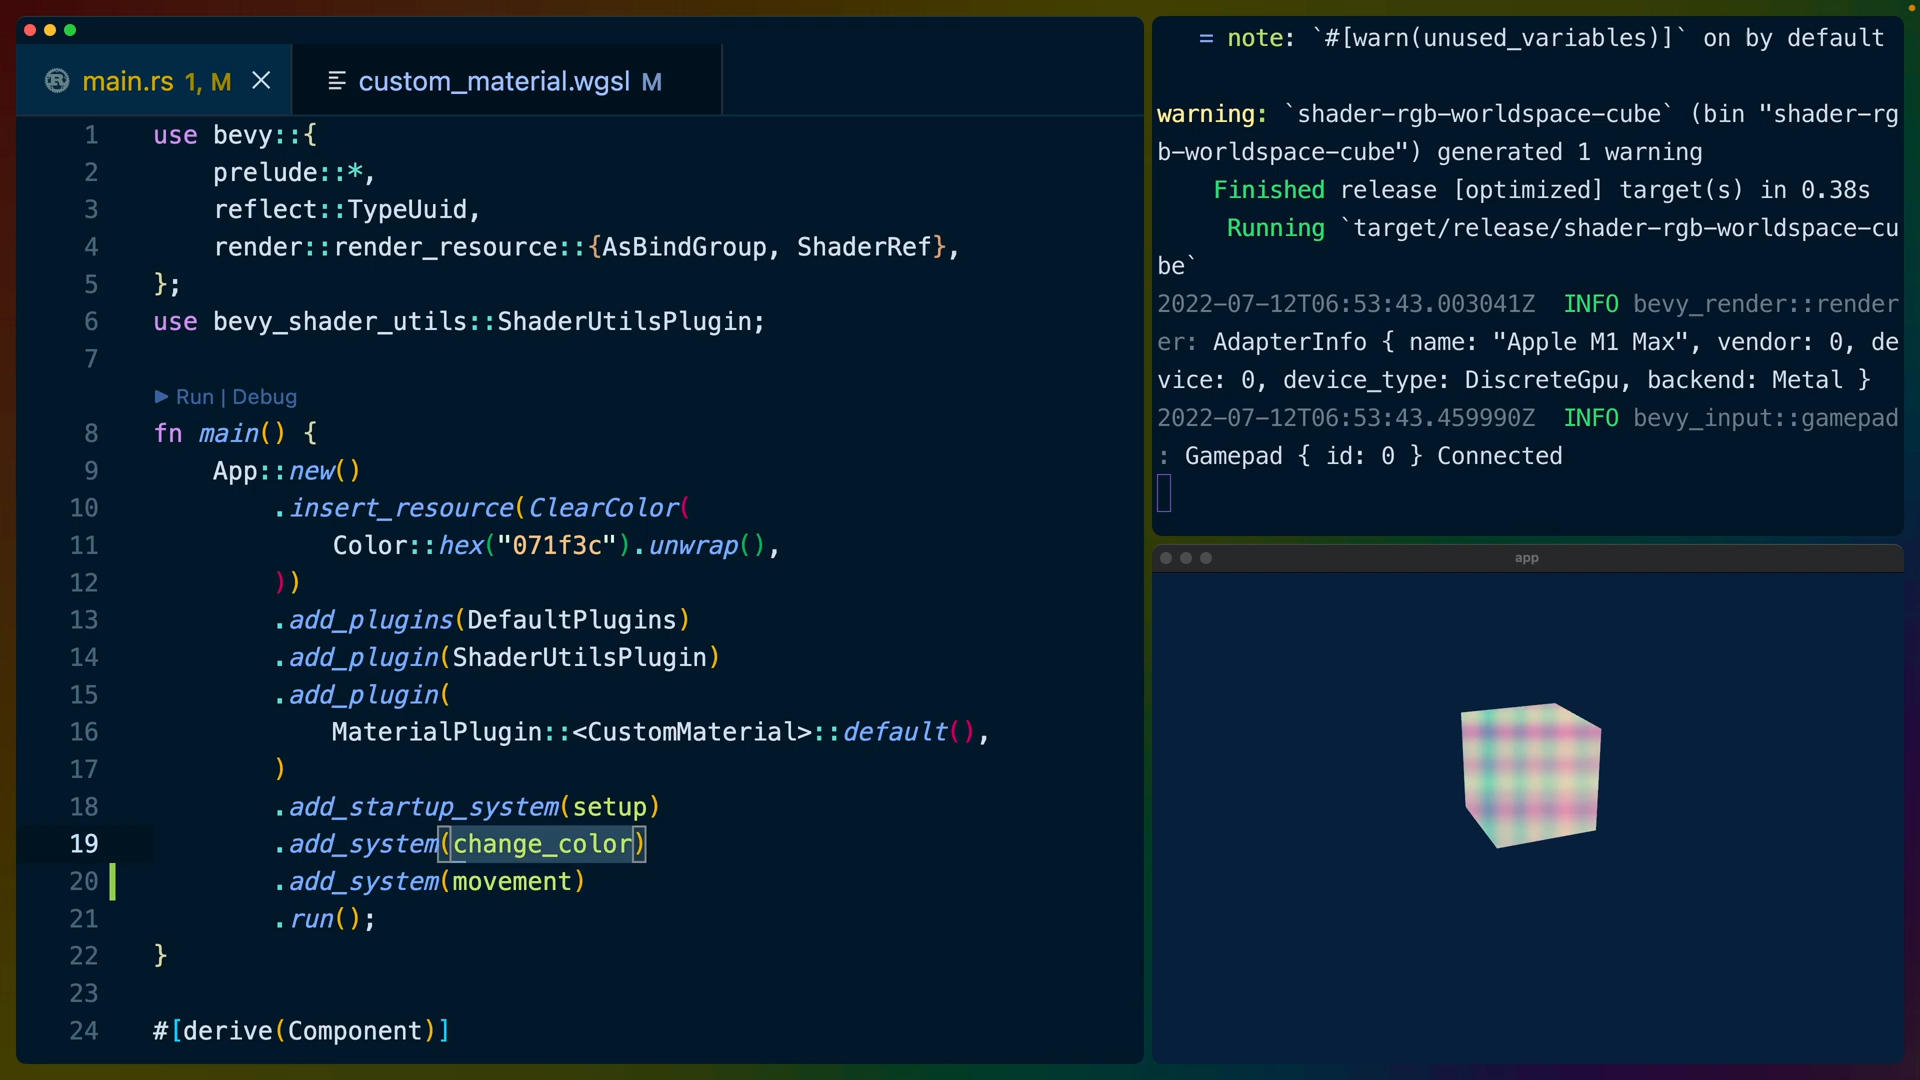 main.rs 1, M
custom_material.wgsl M
1 use bevy::{
2 prelude::*,
3 reflect::TypeUuid,
4 render::render_resource::{AsBindGroup, ShaderRef},
5 };
6 use bevy_shader_utils::ShaderUtilsPlugin;
7
Run | Debug
8 fn main() {
9 App::new()
10 .insert_resource(ClearColor(
11 Color::hex("071f3c").unwrap(),
12 ))
13 .add_plugins(DefaultPlugins)
14 .add_plugin(ShaderUtilsPlugin)
15 .add_plugin(
16 MaterialPlugin::<CustomMaterial>::default(),
17 )
18 .add_startup_system(setup)
19 .add_system(change_color)
20 .add_system(movement)
21 .run();
22 }
23
24 #[derive(Component)]
= note: `#[warn(unused_variables)]` on by default
warning: `shader-rgb-worldspace-cube` (bin "shader-rg
b-worldspace-cube") generated 1 warning
Finished release [optimized] target(s) in 0.38s
Running `target/release/shader-rgb-worldspace-cu
be`
2022-07-12T06:53:43.003041Z INFO bevy_render::render
er: AdapterInfo { name: "Apple M1 Max", vendor: 0, de
vice: 0, device_type: DiscreteGpu, backend: Metal }
2022-07-12T06:53:43.459990Z INFO bevy_input::gamepad
: Gamepad { id: 0 } Connected
app